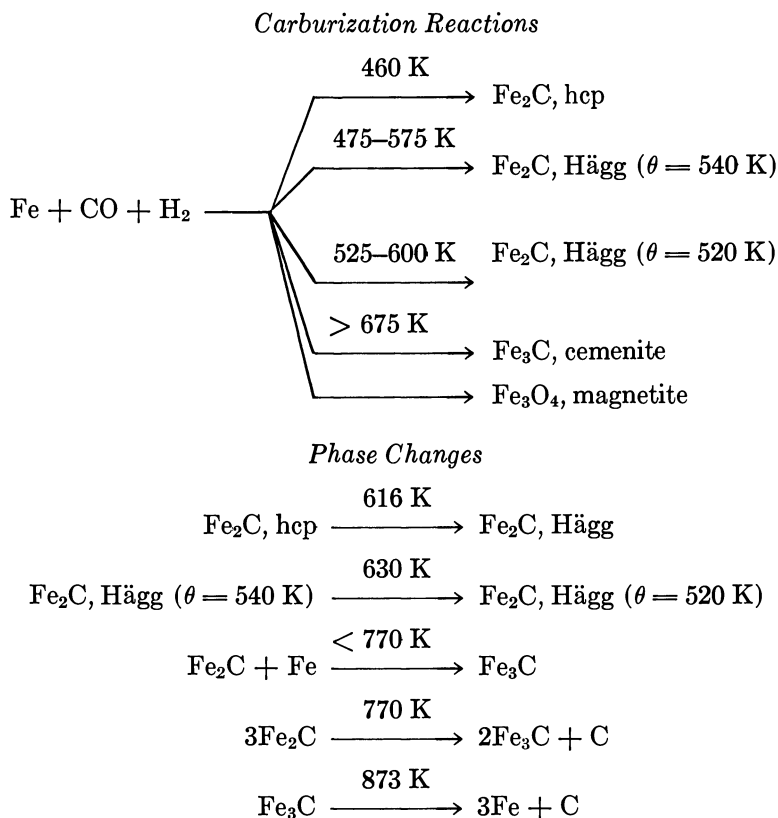 Carburization Reactions
460 K
Fe₂C, hcp
475–575 K
Fe₂C, Hägg (θ = 540 K)
Fe + CO + H₂
525–600 K
Fe₂C, Hägg (θ = 520 K)
> 675 K
Fe₃C, cemenite
Fe₃O₄, magnetite
Phase Changes
616 K
Fe₂C, hcp → Fe₂C, Hägg
630 K
Fe₂C, Hägg (θ = 540 K) → Fe₂C, Hägg (θ = 520 K)
< 770 K
Fe₂C + Fe → Fe₃C
770 K
3Fe₂C → 2Fe₃C + C
873 K
Fe₃C → 3Fe + C